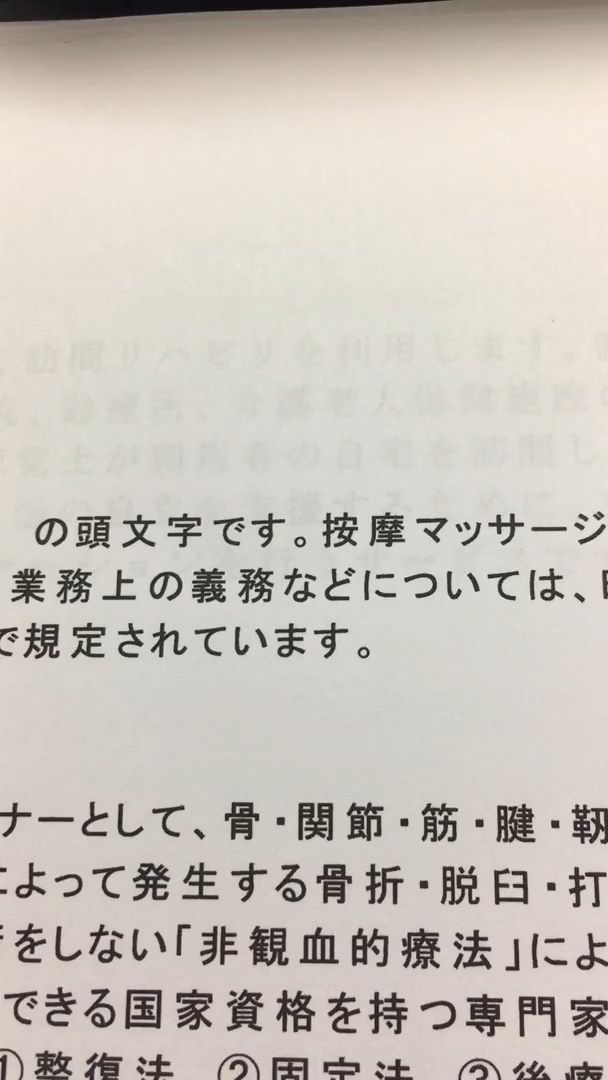 の頭文字です。按摩マッサージ
業務上の義務などについては、
で規定されています。
ナーとして、骨・関節・筋・腱・靱
によって発生する骨折・脱臼・打
をしない「非観血的療法」によ
できる国家資格を持つ専門家
①整復法 ②固定法 ③後療